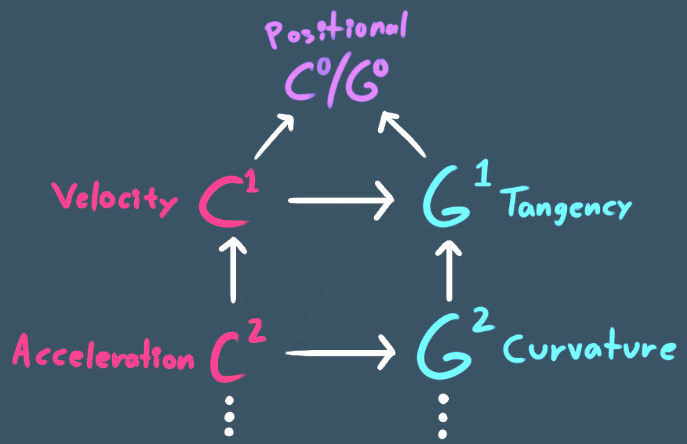 Positional
C⁰/G⁰
Velocity C¹ G¹ Tangency
Acceleration C² G² Curvature